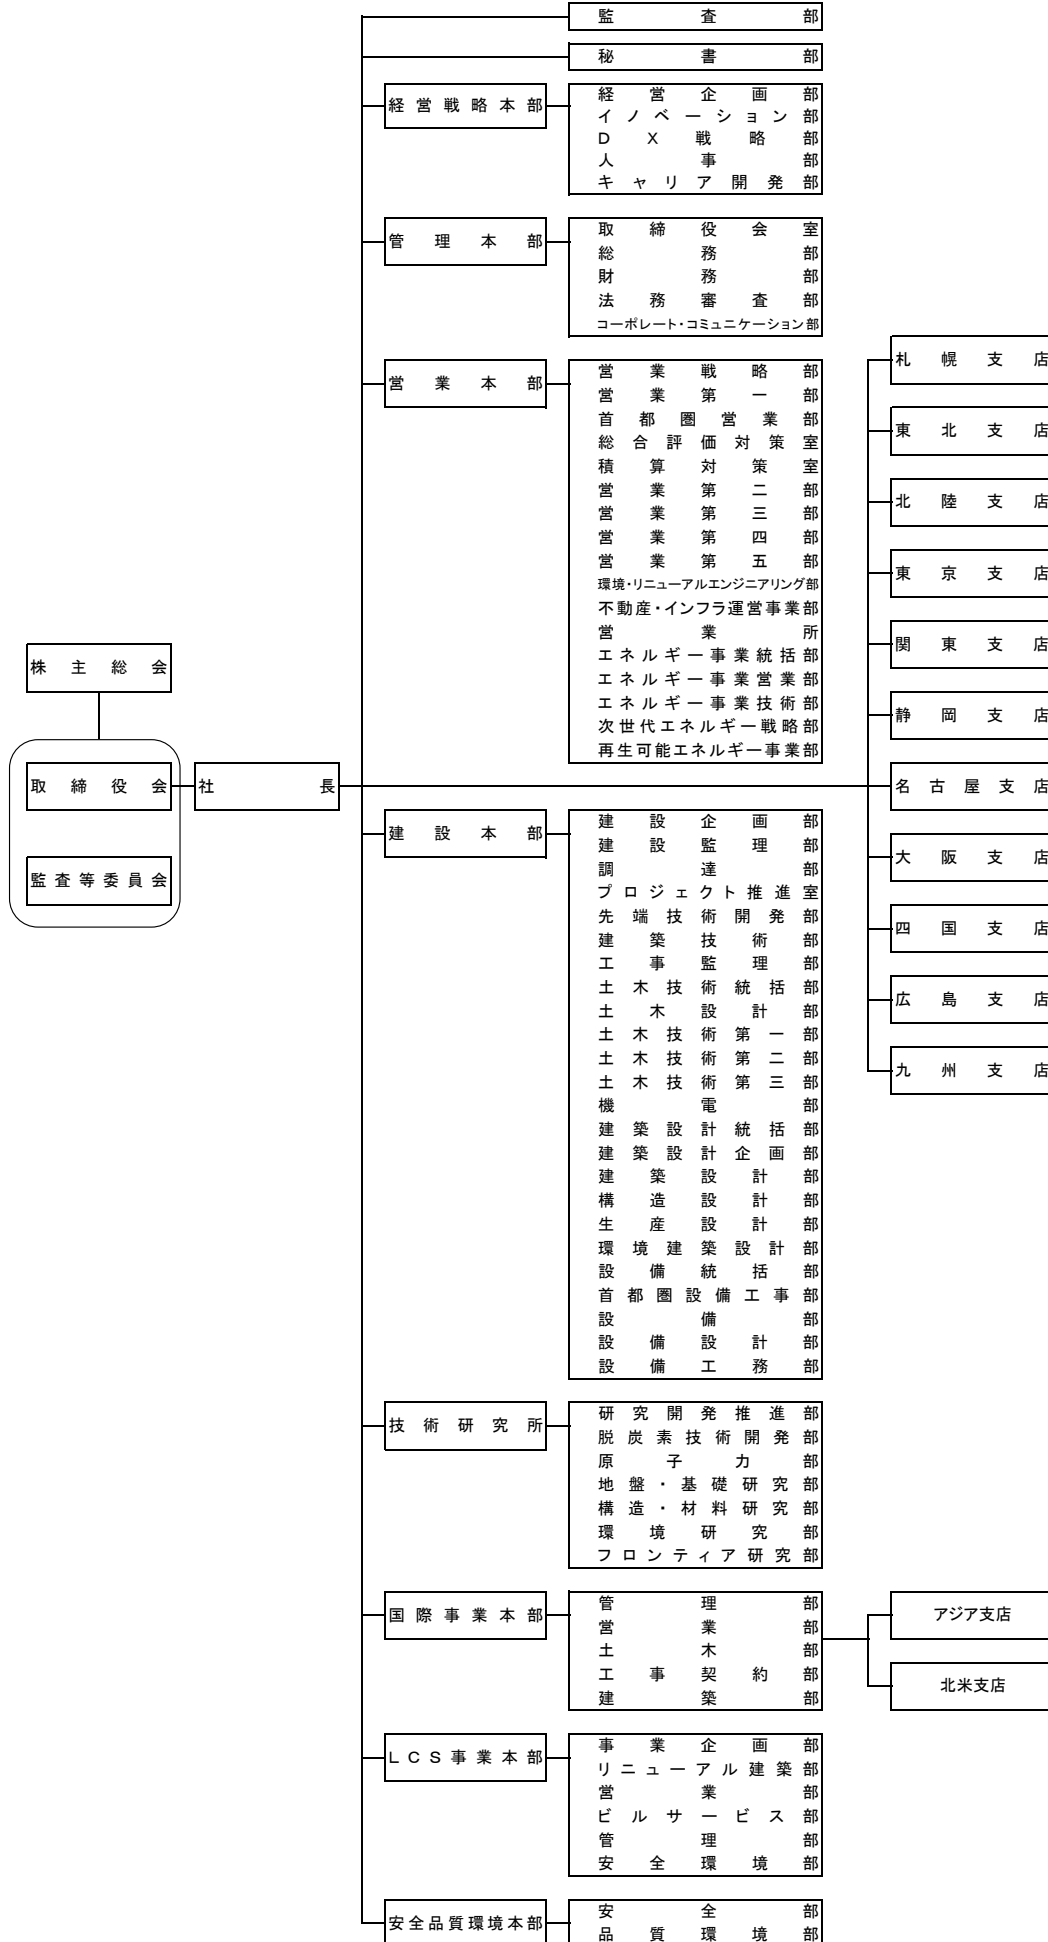 監査部
秘書部
経営戦略本部
経営企画部
イノベーション部
DX戦略部
人事部
キャリア開発部
管理本部
取締役会室
総務部
財務部
法務審査部
コーポレート・コミュニケーション部
営業本部
営業戦略部
営業第一部
首都圏営業部
総合評価対策室
積算対策室
営業第二部
営業第三部
営業第四部
営業第五部
環境・リニューアルエンジニアリング部
不動産・インフラ運営事業部
営業所
エネルギー事業統括部
エネルギー事業営業部
エネルギー事業技術部
次世代エネルギー戦略部
再生可能エネルギー事業部
札幌支店
東北支店
北陸支店
東京支店
関東支店
静岡支店
名古屋支店
大阪支店
四国支店
広島支店
九州支店
株主総会
取締役会
監査等委員会
社長
建設本部
建設企画部
建設監理部
調達部
プロジェクト推進室
先端技術開発部
建築技術部
工事監理部
土木技術統括部
土木設計部
土木技術第一部
土木技術第二部
土木技術第三部
機電部
建築設計統括部
建築設計企画部
建築設計部
構造設計部
生産設計部
環境建築設計部
設備統括部
首都圏設備工事部
設備部
設備設計部
設備工務部
技術研究所
研究開発推進部
脱炭素技術開発部
原子力部
地盤・基礎研究部
構造・材料研究部
環境研究部
フロンティア研究部
国際事業本部
管理部
営業部
土木部
工事契約部
建築部
アジア支店
北米支店
LCS事業本部
事業企画部
リニューアル建築部
営業部
ビルサービス部
管理部
安全環境部
安全品質環境本部
安全部
品質環境部